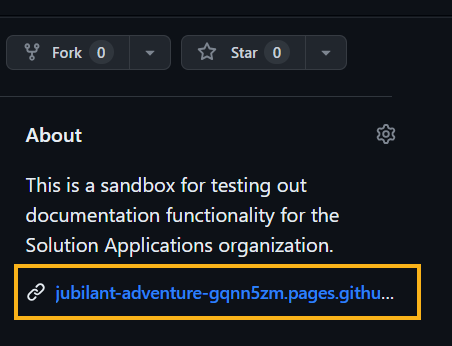 Fork 0 Star 0
About
This is a sandbox for testing out
documentation functionality for the
Solution Applications organization.
jubilant-adventure-gqnn5zm.pages.githu...